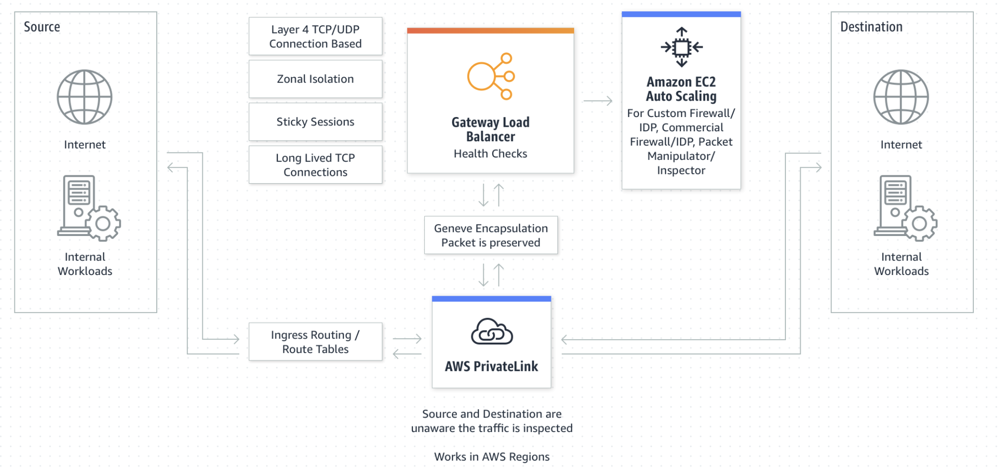 Source
Internet
Internal
Workloads
Layer 4 TCP/UDP
Connection Based
Zonal Isolation
Sticky Sessions
Long Lived TCP
Connections
Ingress Routing /
Route Tables
Gateway Load
Balancer
Health Checks
Geneve Encapsulation
Packet is preserved
AWS PrivateLink
Source and Destination are
unaware the traffic is inspected
Works in AWS Regions
Amazon EC2
Auto Scaling
For Custom Firewall/
IDP, Commercial
Firewall/IDP, Packet
Manipulator/
Inspector
Destination
Internet
Internal
Workloads